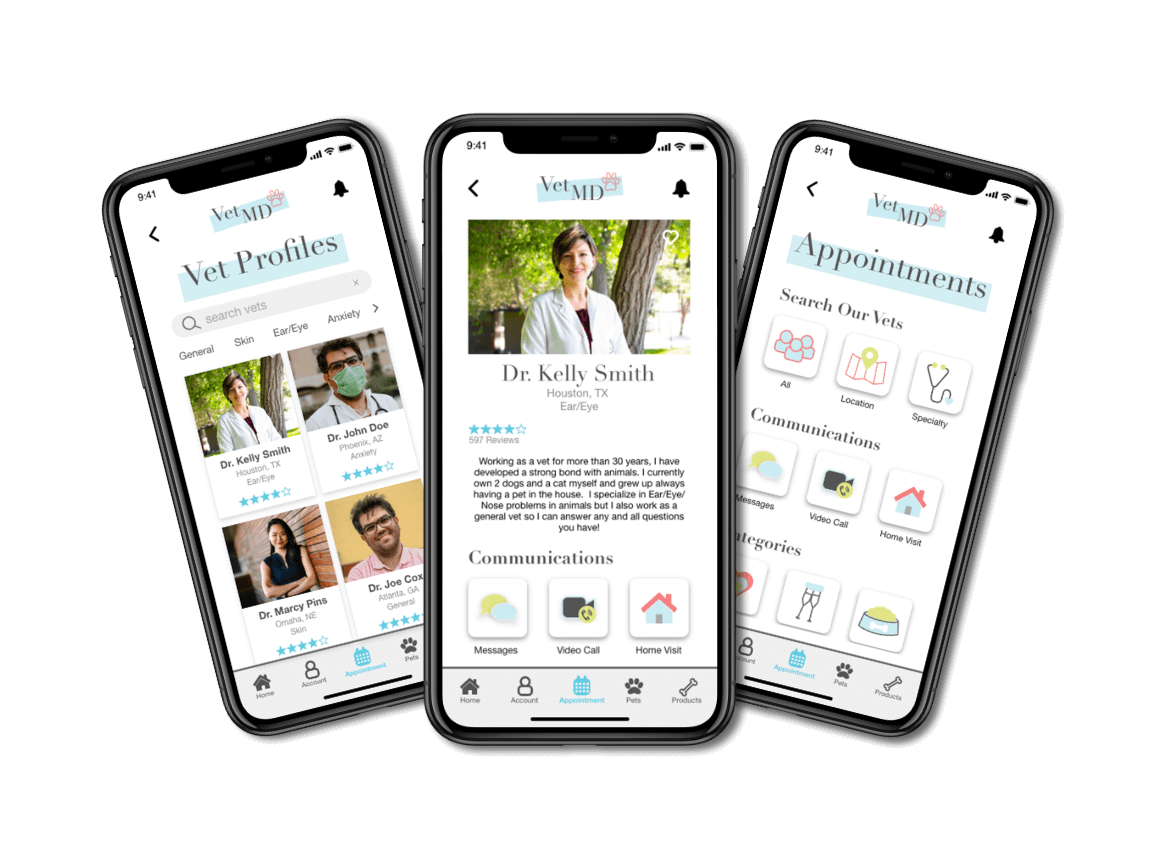 9:41
Vet
MD
Vet Profiles
search vets
x
General Skin Ear/Eye Anxiety
Dr. Kelly Smith
Houston, TX
Ear/Eye
Dr. John Doe
Phoenix, AZ
Anxiety
Dr. Marcy Pins
Omaha, NE
Skin
Dr. Joe Cox
Atlanta, GA
General
Home Account Appointment Pets
9:41
Vet
MD
Dr. Kelly Smith
Houston, TX
Ear/Eye
597 Reviews
Working as a vet for more than 30 years, I have
developed a strong bond with animals. I currently
own 2 dogs and a cat myself and grew up always
having a pet in the house. I specialize in Ear/Eye/
Nose problems in animals but I also work as a
general vet so I can answer any and all questions
you have!
Communications
Messages Video Call Home Visit
Home Account Appointment Pets Products
9:41
Vet
MD
Appointments
Search Our Vets
All Location Specialty
Communications
Messages Video Call Home Visit
ategories
count Appointment Pets Products